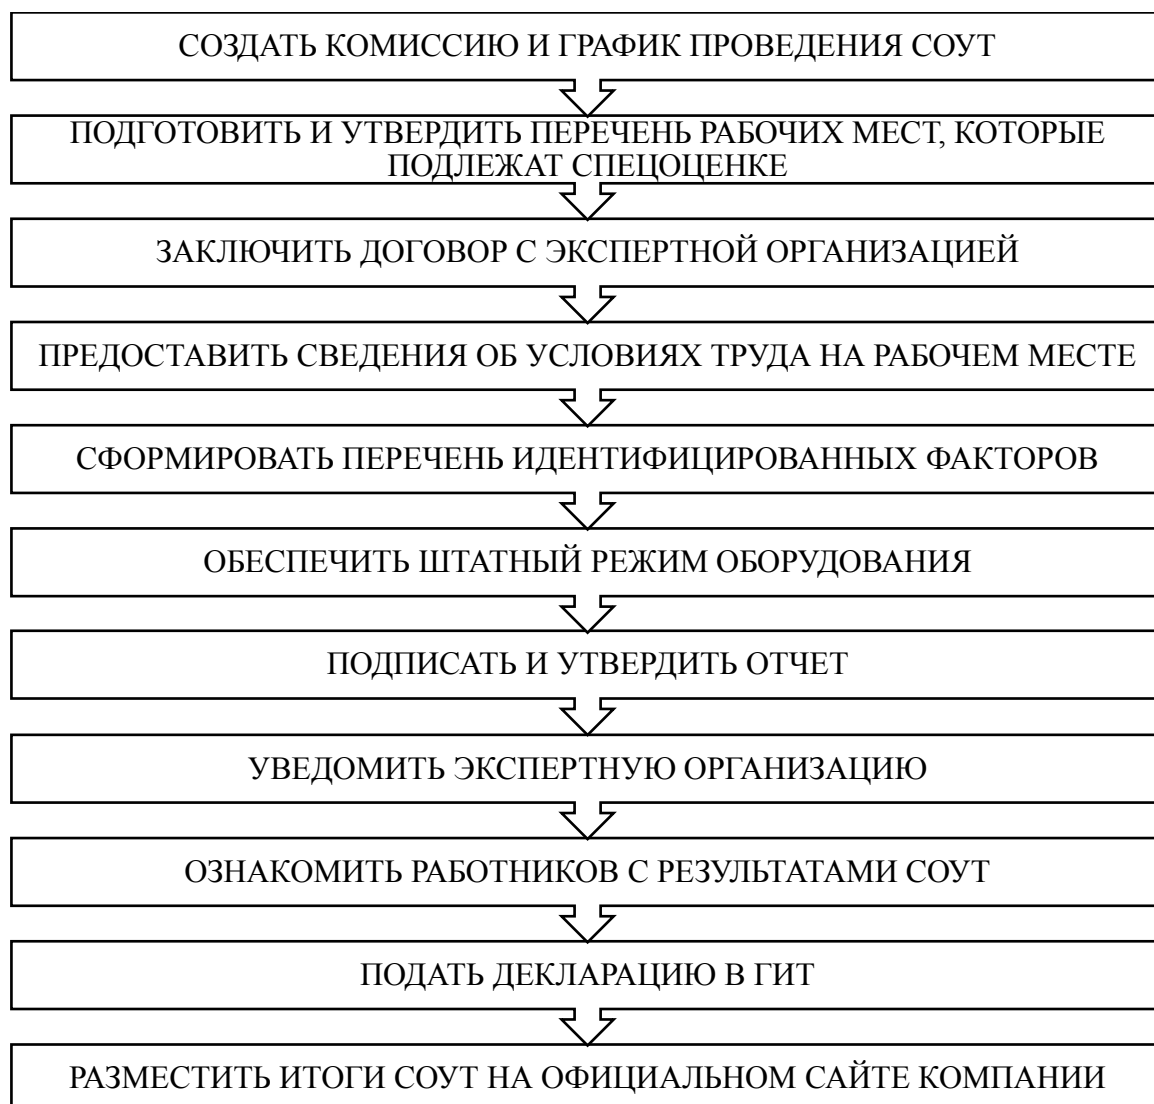 СОЗДАТЬ КОМИССИЮ И ГРАФИК ПРОВЕДЕНИЯ СОУТ
ПОДГОТОВИТЬ И УТВЕРДИТЬ ПЕРЕЧЕНЬ РАБОЧИХ МЕСТ, КОТОРЫЕ
ПОДЛЕЖАТ СПЕЦОЦЕНКЕ
ЗАКЛЮЧИТЬ ДОГОВОР С ЭКСПЕРТНОЙ ОРГАНИЗАЦИЕЙ
ПРЕДОСТАВИТЬ СВЕДЕНИЯ ОБ УСЛОВИЯХ ТРУДА НА РАБОЧЕМ МЕСТЕ
СФОРМИРОВАТЬ ПЕРЕЧЕНЬ ИДЕНТИФИЦИРОВАННЫХ ФАКТОРОВ
ОБЕСПЕЧИТЬ ШТАТНЫЙ РЕЖИМ ОБОРУДОВАНИЯ
ПОДПИСАТЬ И УТВЕРДИТЬ ОТЧЕТ
УВЕДОМИТЬ ЭКСПЕРТНУЮ ОРГАНИЗАЦИЮ
ОЗНАКОМИТЬ РАБОТНИКОВ С РЕЗУЛЬТАТАМИ СОУТ
ПОДАТЬ ДЕКЛАРАЦИЮ В ГИТ
РАЗМЕСТИТЬ ИТОГИ СОУТ НА ОФИЦИАЛЬНОМ САЙТЕ КОМПАНИИ